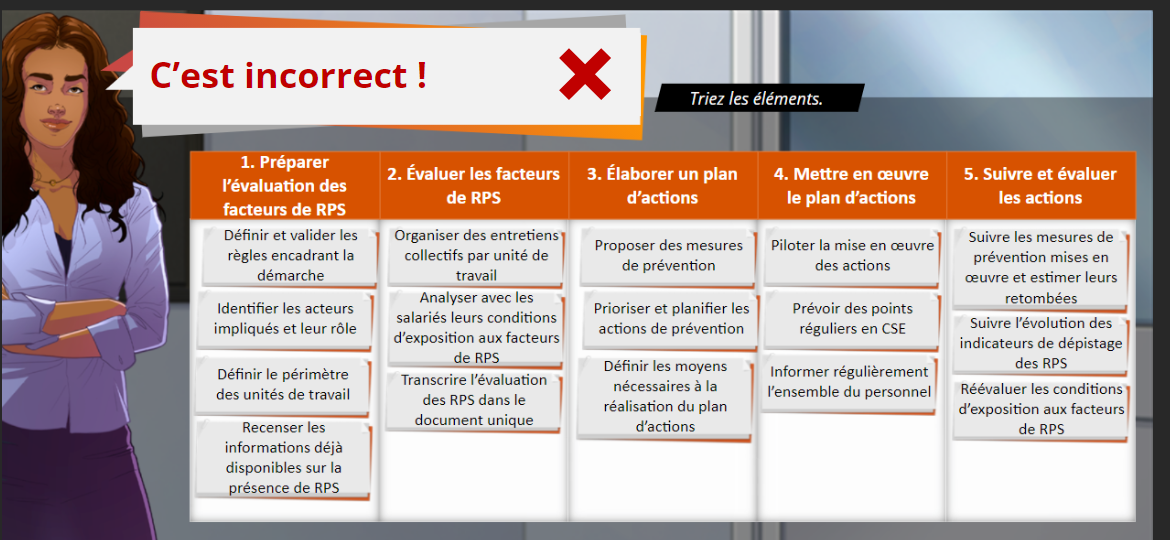 C’est incorrect !
Triez les éléments.
1. Préparer
l’évaluation des
facteurs de RPS
2. Évaluer les facteurs
de RPS
3. Élaborer un plan
d’actions
4. Mettre en œuvre
le plan d’actions
5. Suivre et évaluer
les actions
Définir et valider les
règles encadrant la
démarche
Identifier les acteurs
impliqués et leur rôle
Définir le périmètre
des unités de travail
Recenser les
informations déjà
disponibles sur la
présence de RPS
Organiser des entretiens
collectifs par unité de
travail
Analyser avec les
salariés leurs conditions
d’exposition aux facteurs
de RPS
Transcrire l’évaluation
des RPS dans le
document unique
Proposer des mesures
de prévention
Prioriser et planifier les
actions de prévention
Définir les moyens
nécessaires à la
réalisation du plan
d’actions
Piloter la mise en œuvre
des actions
Prévoir des points
réguliers en CSE
Informer régulièrement
l’ensemble du personnel
Suivre les mesures de
prévention mises en
œuvre et estimer leurs
retombées
Suivre l’évolution des
indicateurs de dépistage
des RPS
Réévaluer les conditions
d’exposition aux facteurs
de RPS